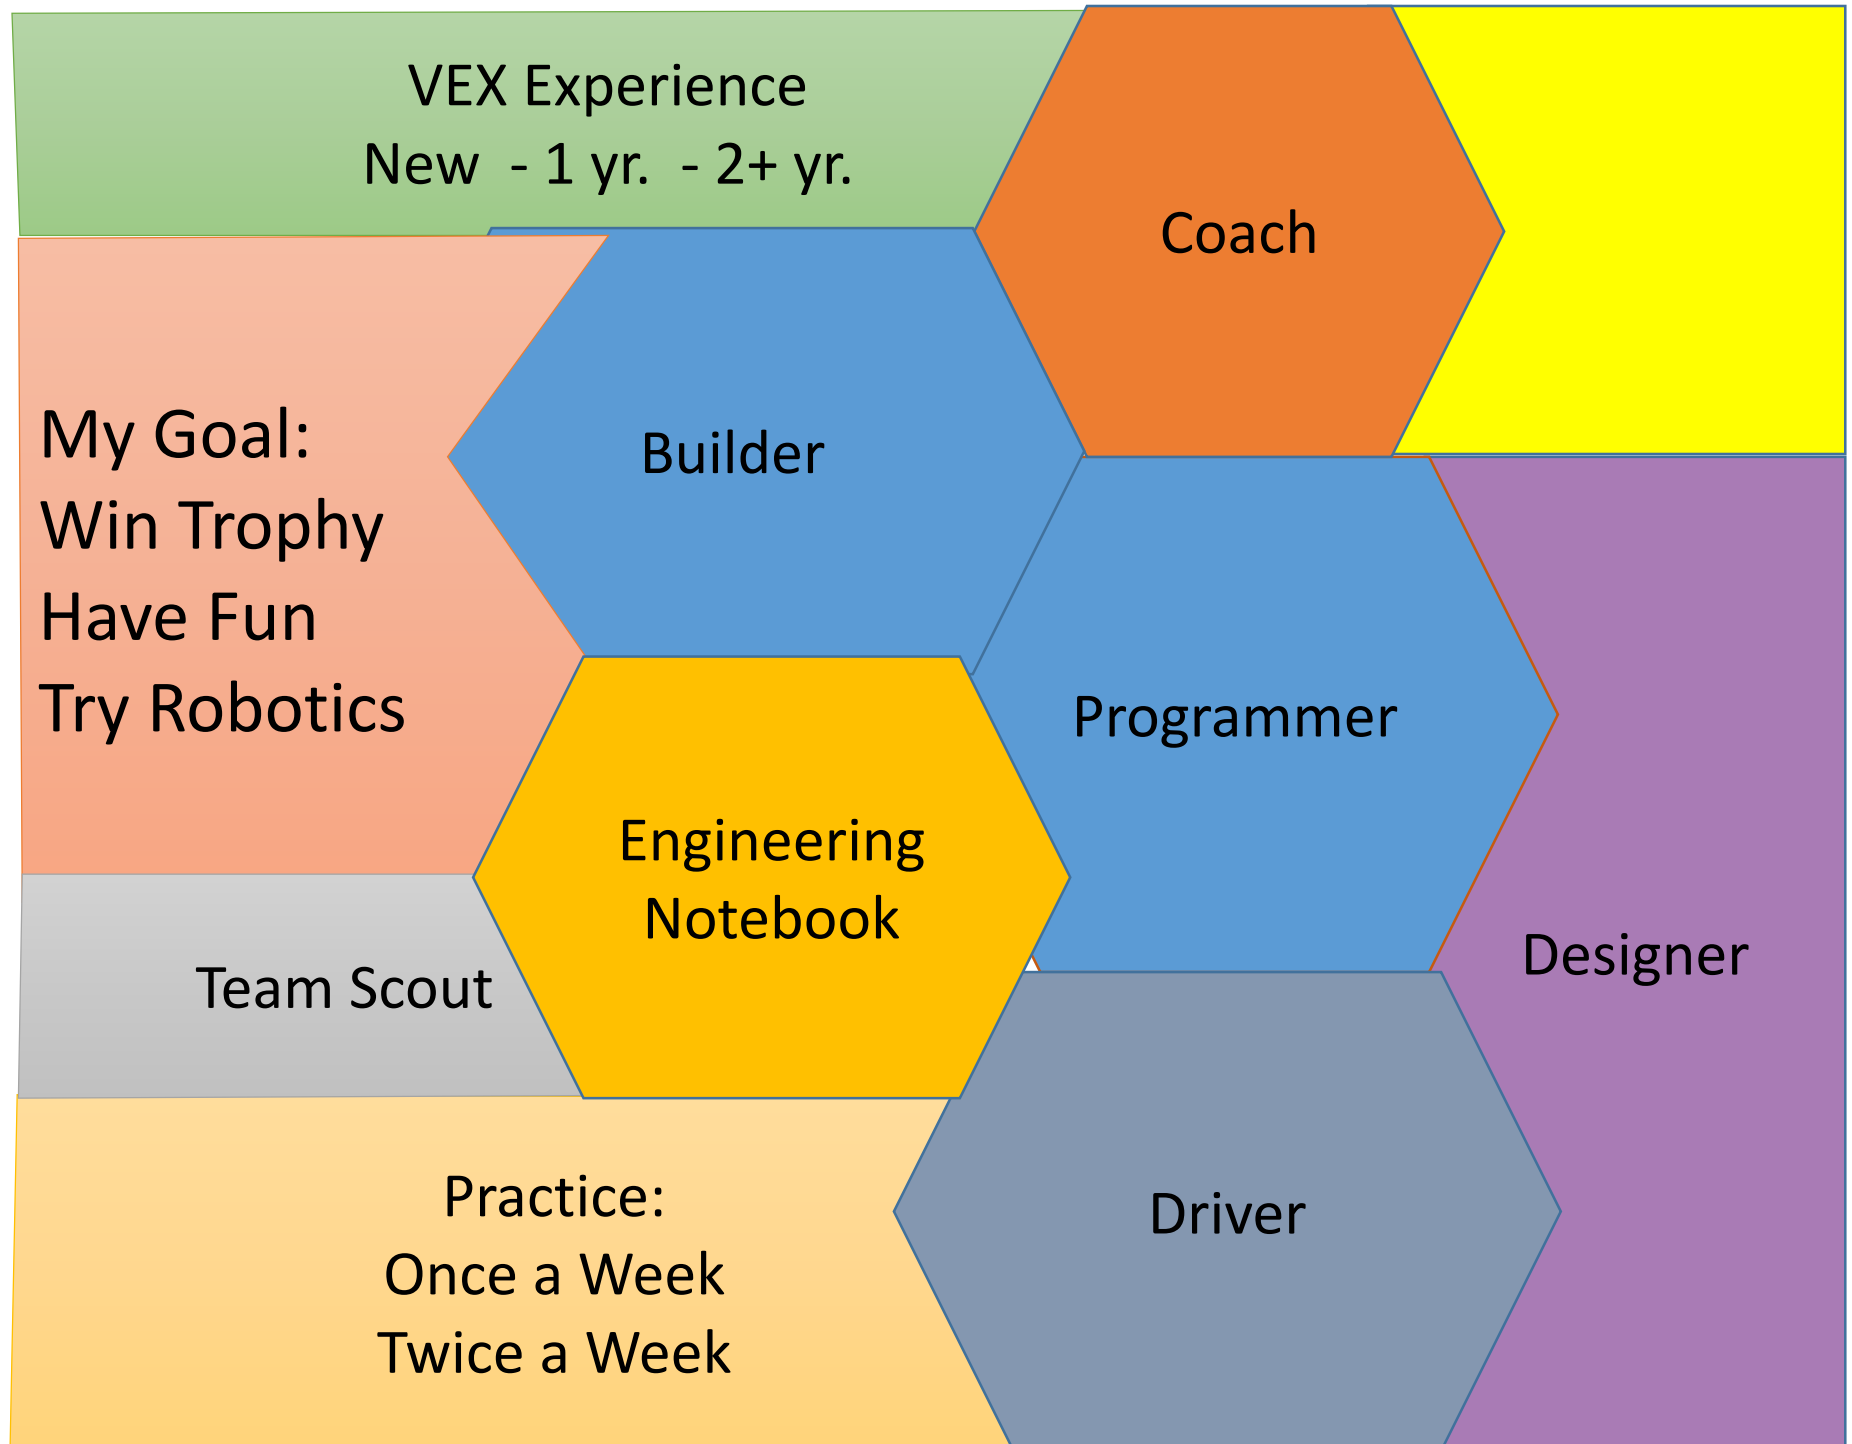 VEX Experience
New - 1 yr. - 2+ yr.
Coach
Builder
My Goal:
Win Trophy
Have Fun
Try Robotics
Programmer
Engineering
Notebook
Designer
Team Scout
Practice:
Once a Week
Twice a Week
Driver